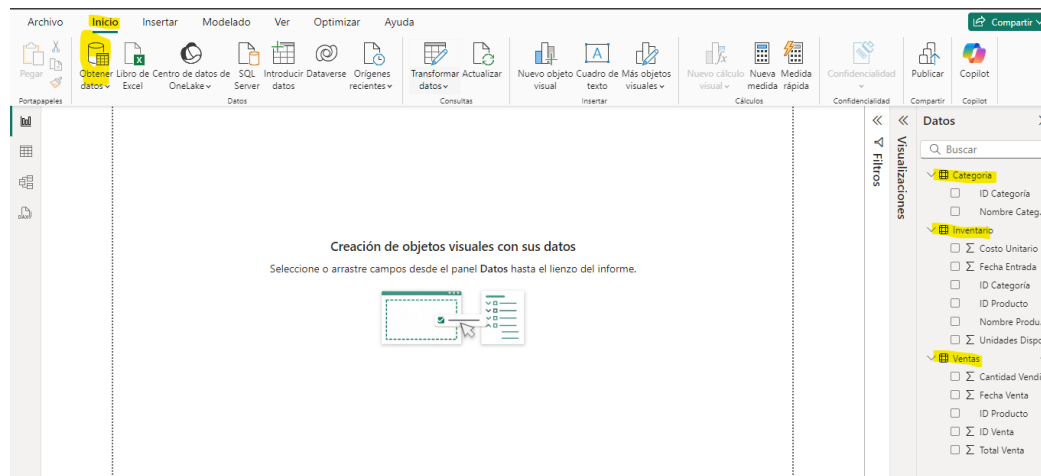 Archivo Inicio Insertar Modelado Ver Optimizar Ayuda
Compartir
Pegar
Obtener datos
Libro de Excel
Centro de datos de OneLake
SQL Server
Introducir datos
Dataverse
Orígenes recientes
Transformar datos
Actualizar
Nuevo objeto visual
Cuadro de texto
Más objetos visuales
Nuevo cálculo visual
Nueva medida
Medida rápida
Confidencialidad
Publicar
Copilot
Portapapeles Datos Consultas Insertar Cálculos Confidencialidad Compartir Copilot
Filtros
Visualizaciones
Datos
Buscar
Categoria
ID Categoría
Nombre Categ.
Inventario
Costo Unitario
Fecha Entrada
ID Categoría
ID Producto
Nombre Produ.
Unidades Dispo
Ventas
Cantidad Vendi
Fecha Venta
ID Producto
ID Venta
Total Venta
Creación de objetos visuales con sus datos
Seleccione o arrastre campos desde el panel Datos hasta el lienzo del informe.